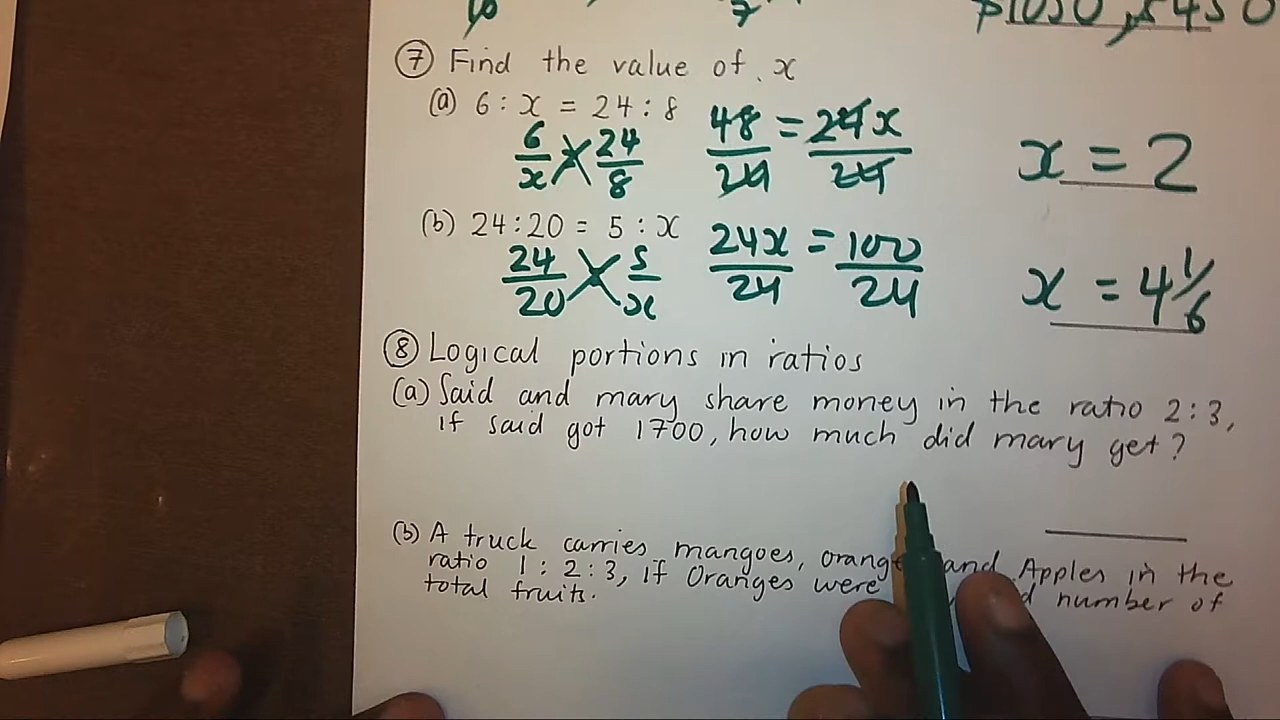 7 Find the value of x
(a) 6 : x = 24 : 8
6/x 24/8 48/24 = 24x/24 x = 2
(b) 24:20 = 5 : x
24/20 5/x 24x/24 = 100/24 x = 4 1/6
8 Logical portions in ratios
(a) Said and mary share money in the ratio 2:3,
if said got 1700, how much did mary get?
(b) A truck carries mangoes, and Apples in the
ratio 1 : 2 : 3, if Oranges were number of
total fruits.